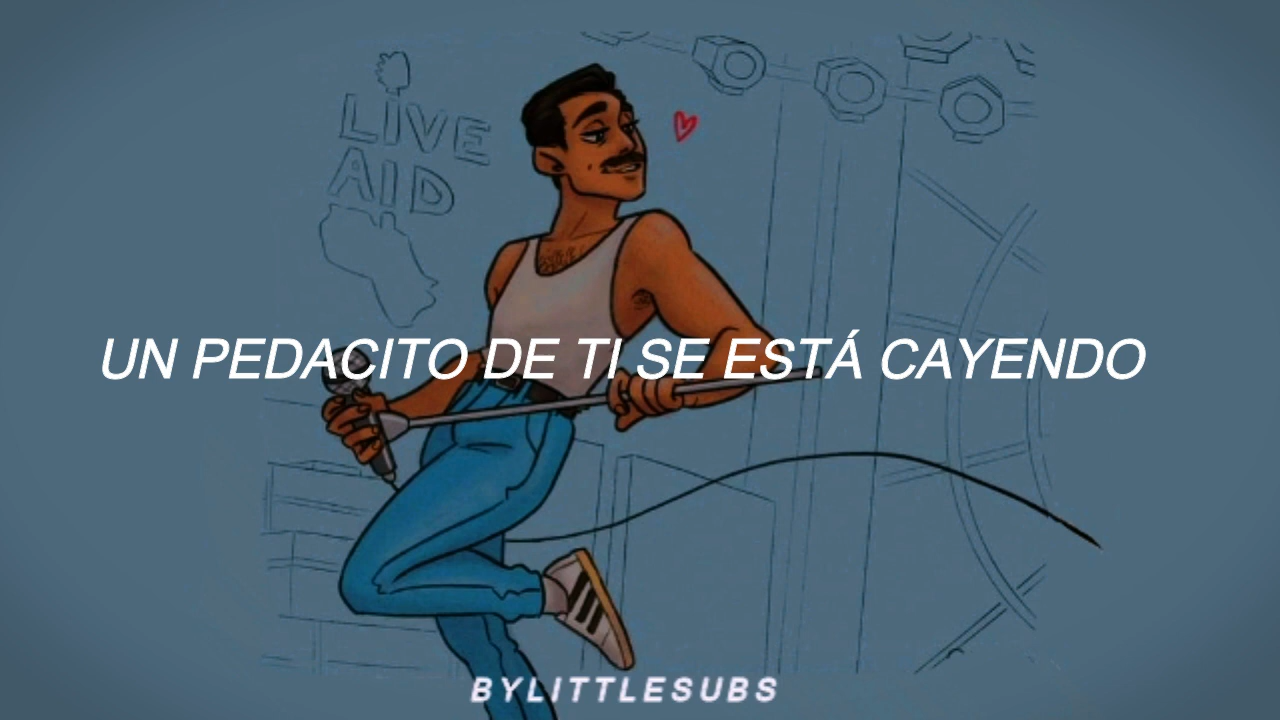 LIVE
AID
UN PEDACITO DE TI SE ESTÁ CAYENDO
BYLITTLESUBS